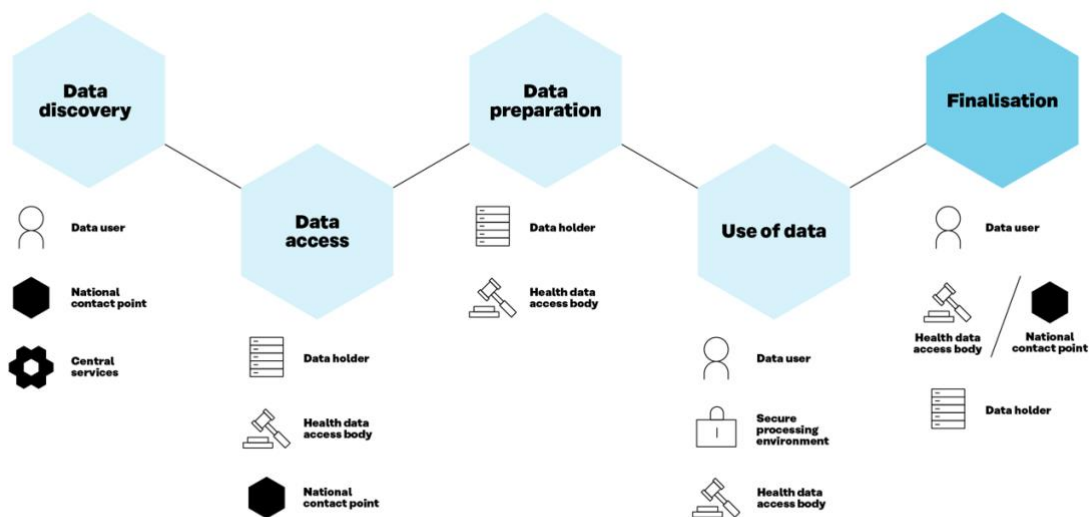 Data
discovery
Data user
National
contact point
Central
services
Data
access
Data holder
Health data
access body
National
contact point
Data
preparation
Data holder
Health data
access body
Use of data
Data user
Secure
processing
environment
Health data
access body
Finalisation
Data user
Health data
access body
National
contact point
Data holder